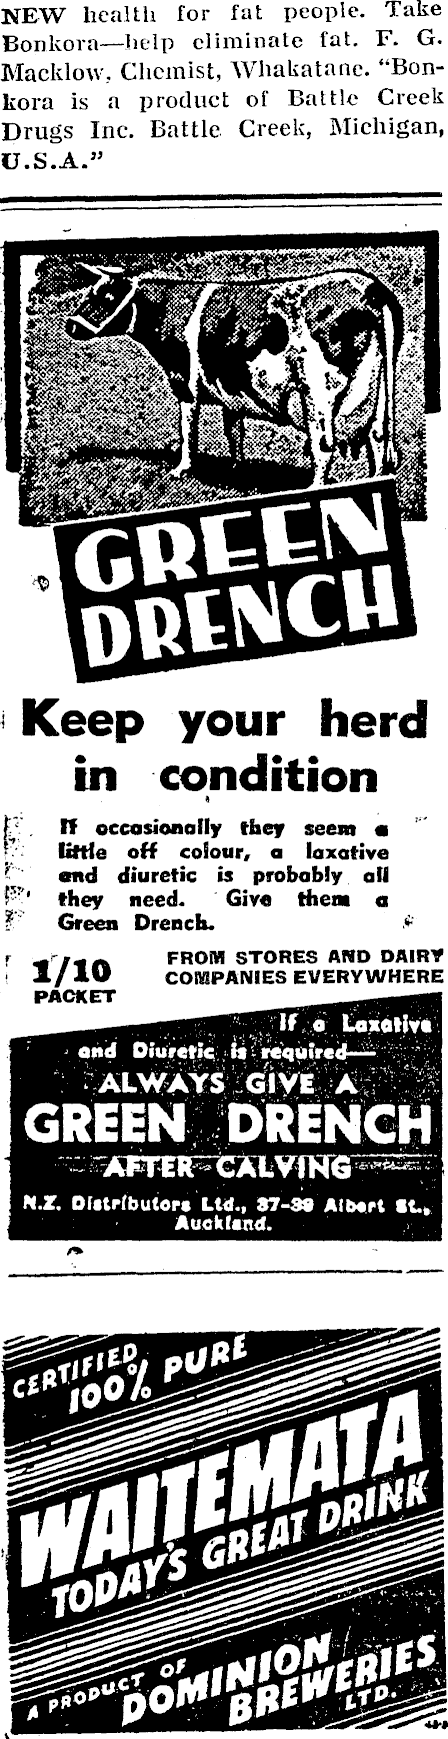 NEW health for fat people. Take
Bonkora—help eliminate fat. F. G.
Macklow, Chemist, Whakatane. “Bon-
kora is a product of Battle Creek
Drugs Inc. Battle Creek, Michigan,
U.S.A.”
GREEN
DRENCH
Keep your herd
in condition
If occasionally they seem a
little off colour, a laxative
and diuretic is probably all
they need. Give them a
Green Drench.
1/10
PACKET
FROM STORES AND DAIRY
COMPANIES EVERYWHERE
If a Laxative
and Diuretic is required—
ALWAYS GIVE A
GREEN DRENCH
AFTER CALVING
N.Z. Distributors Ltd., 37-39 Albert St.,
Auckland.
CERTIFIED
100% PURE
WAITEMATA
TODAY'S GREAT DRINK
A PRODUCT OF
DOMINION
BREWERIES
LTD.